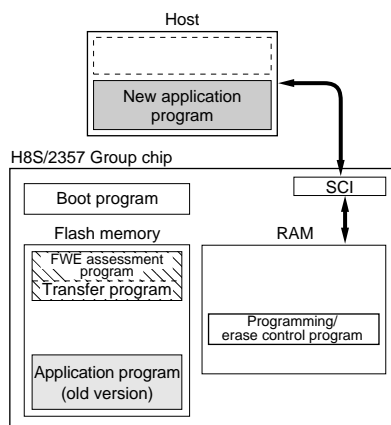 Host
New application
program
H8S/2357 Group chip
SCI
Boot program
Flash memory
RAM
FWE assessment
program
Transfer program
Programming/
erase control program
Application program
(old version)